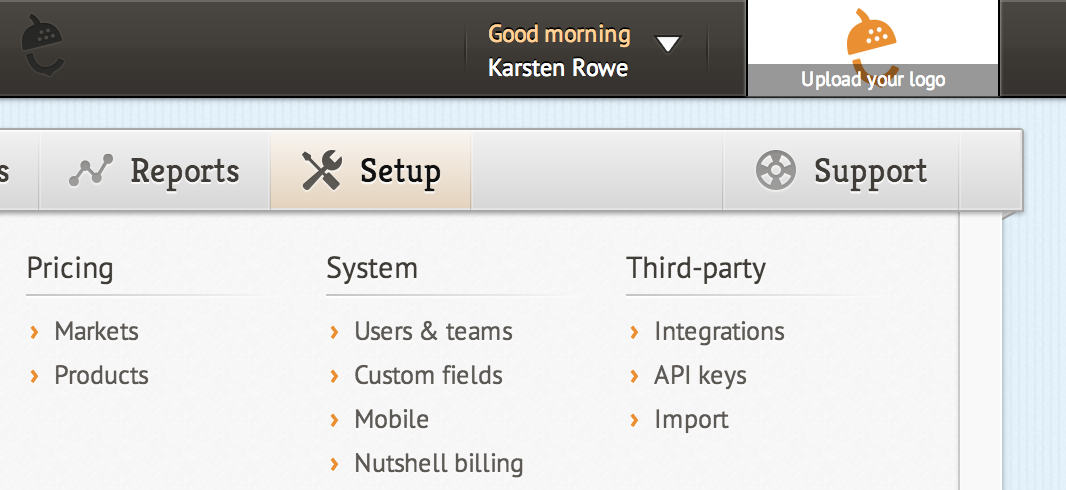 Good morning
Karsten Rowe
Upload your logo
s
Reports
Setup
Support
Pricing
Markets
Products
System
Users & teams
Custom fields
Mobile
Nutshell billing
Third-party
Integrations
API keys
Import